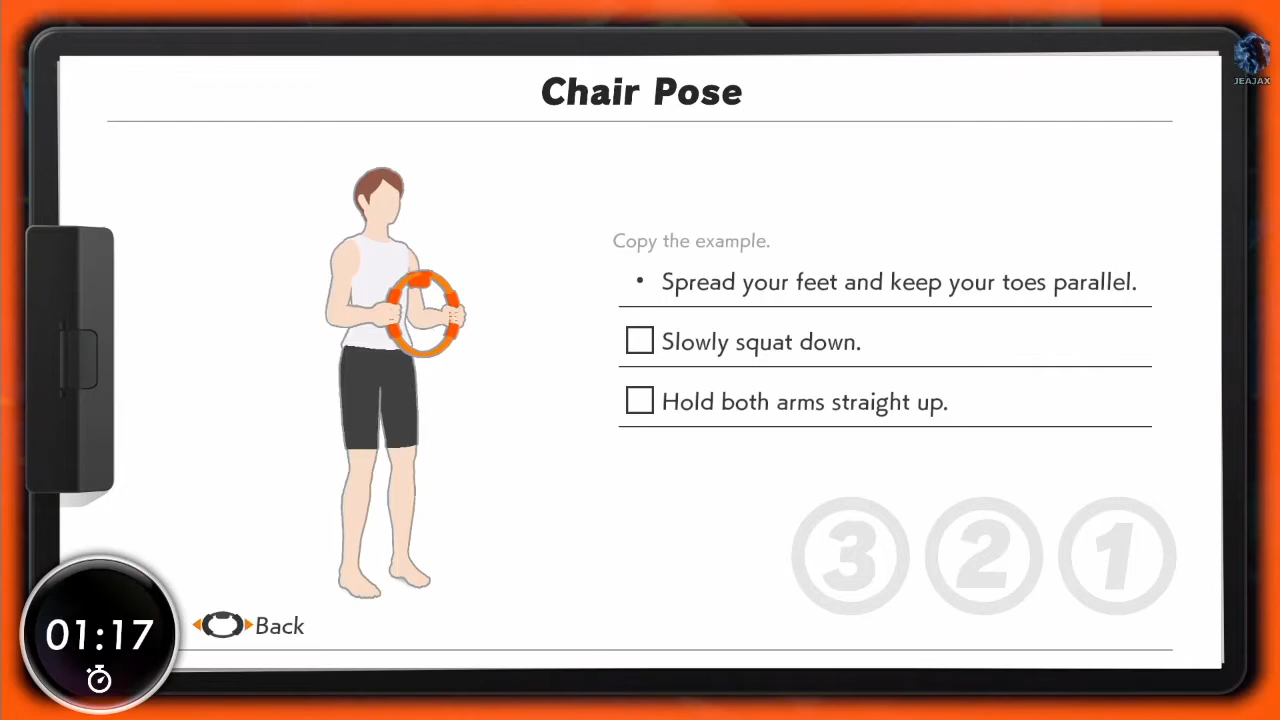 Chair Pose
JEAJAX
Copy the example.
• Spread your feet and keep your toes parallel.
Slowly squat down.
Hold both arms straight up.
3 2 1
01:17
Back